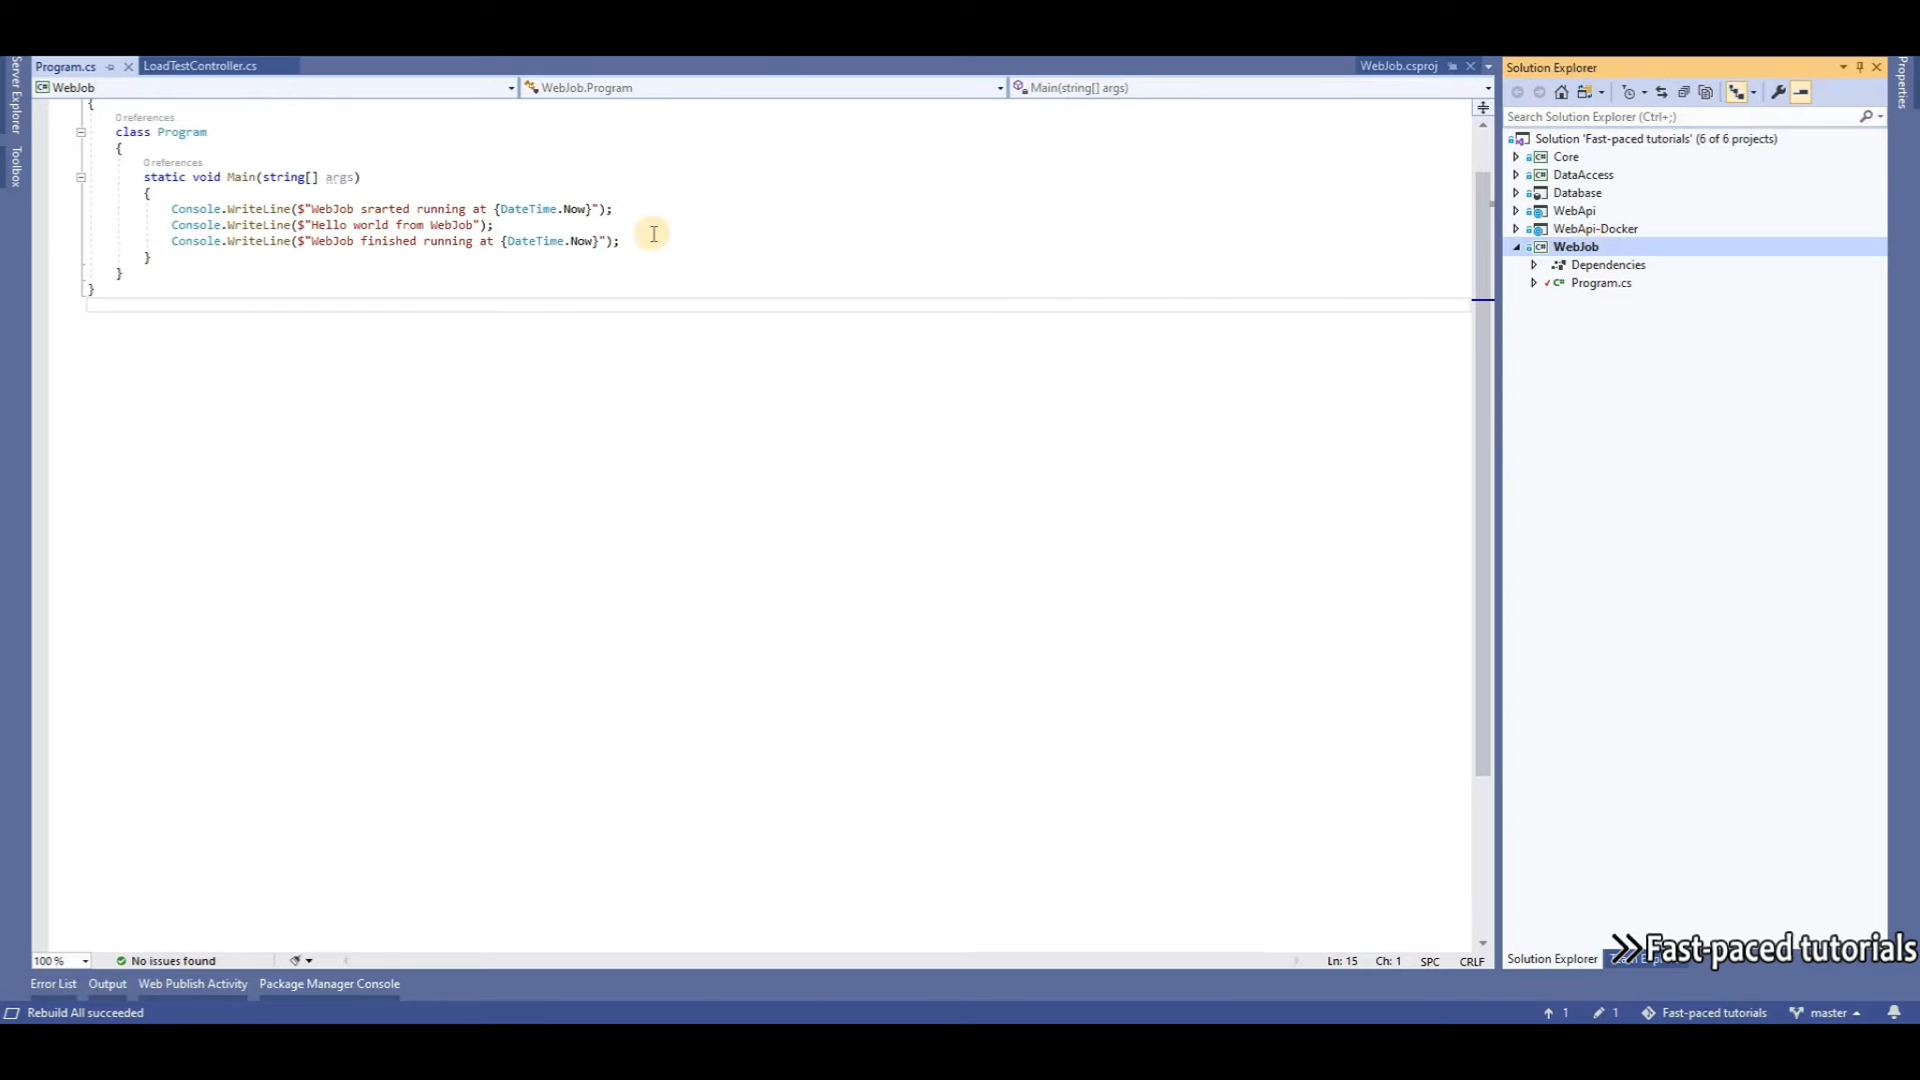 Server Explorer
Toolbox
Program.cs
LoadTestController.cs
WebJob.csproj
WebJob
WebJob.Program
Main(string[] args)
{
0 references
class Program
{
0 references
static void Main(string[] args)
{
Console.WriteLine($"WebJob srarted running at {DateTime.Now}");
Console.WriteLine($"Hello world from WebJob");
Console.WriteLine($"WebJob finished running at {DateTime.Now}");
}
}
}
100 %
No issues found
Ln: 15
Ch: 1
SPC
CRLF
Solution Explorer
Search Solution Explorer (Ctrl+;)
Solution 'Fast-paced tutorials' (6 of 6 projects)
C# Core
C# DataAccess
Database
WebApi
WebApi-Docker
C# WebJob
Dependencies
C# Program.cs
Solution Explorer
Fast-paced tutorials
Properties
Error List
Output
Web Publish Activity
Package Manager Console
Rebuild All succeeded
1
1
Fast-paced tutorials
master